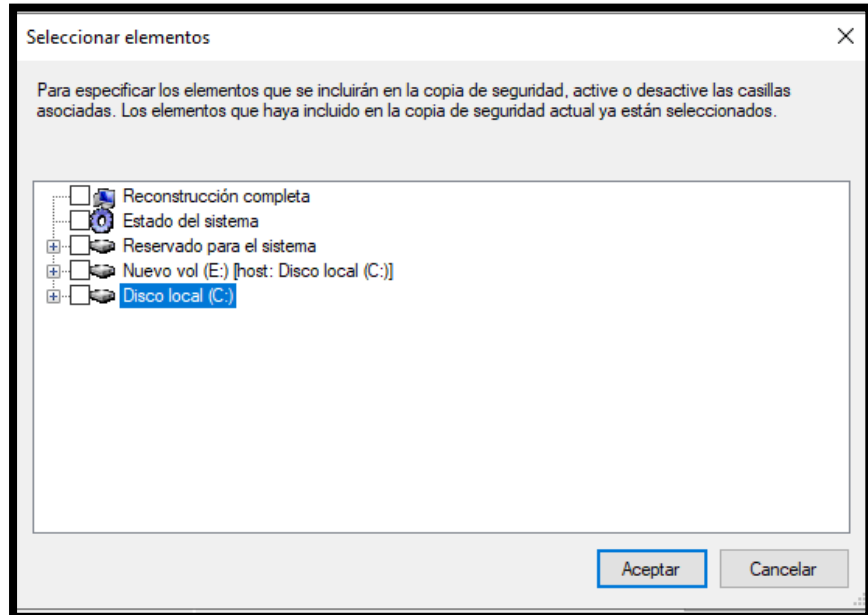 Seleccionar elementos
Para especificar los elementos que se incluirán en la copia de seguridad, active o desactive las casillas
asociadas. Los elementos que haya incluido en la copia de seguridad actual ya están seleccionados.
Reconstrucción completa
Estado del sistema
Reservado para el sistema
Nuevo vol (E:) [host: Disco local (C:)]
Disco local (C:)
Aceptar Cancelar